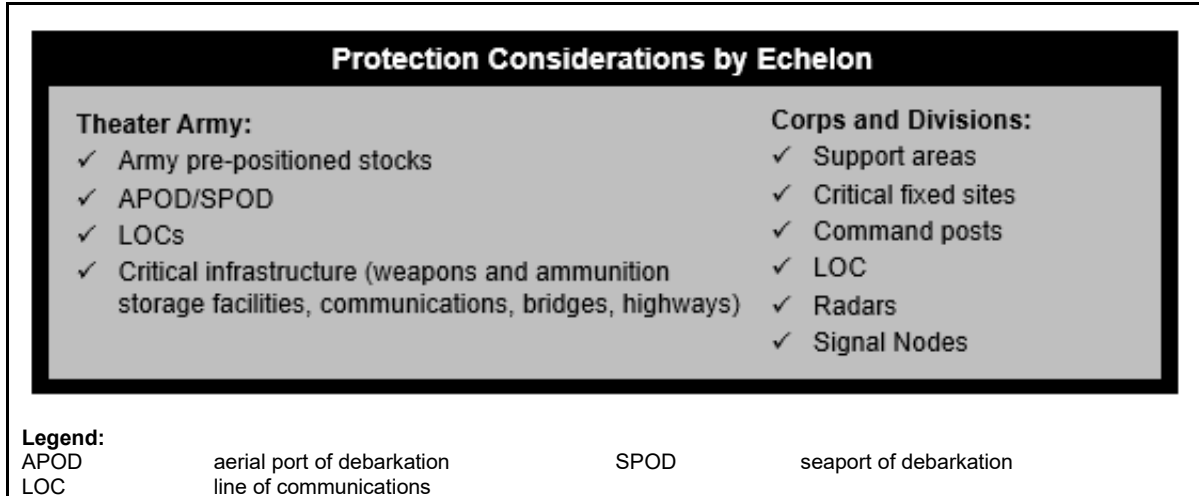 Protection Considerations by Echelon
Theater Army:
✓ Army pre-positioned stocks
✓ APOD/SPOD
✓ LOCs
✓ Critical infrastructure (weapons and ammunition
storage facilities, communications, bridges, highways)
Corps and Divisions:
✓ Support areas
✓ Critical fixed sites
✓ Command posts
✓ LOC
✓ Radars
✓ Signal Nodes
Legend:
APOD aerial port of debarkation SPOD seaport of debarkation
LOC line of communications